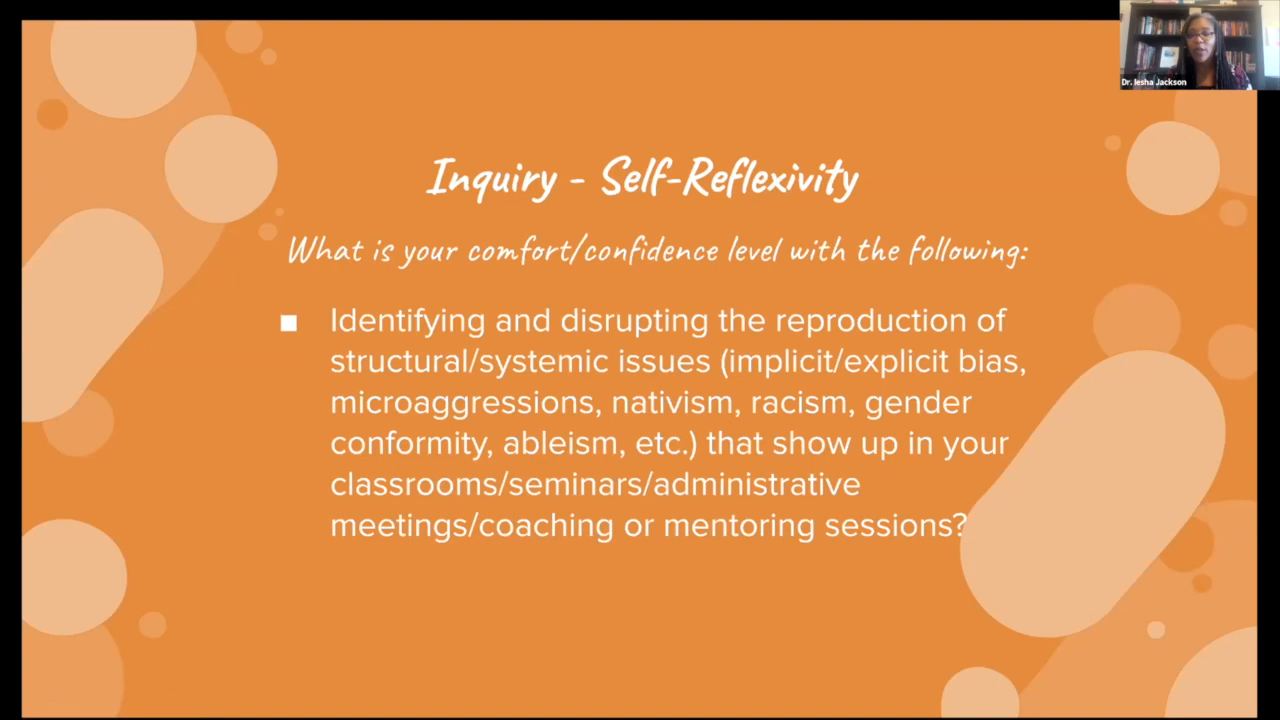 Dr. Iesha Jackson
Inquiry - Self-Reflexivity
What is your comfort/confidence level with the following:
■ Identifying and disrupting the reproduction of
structural/systemic issues (implicit/explicit bias,
microaggressions, nativism, racism, gender
conformity, ableism, etc.) that show up in your
classrooms/seminars/administrative
meetings/coaching or mentoring sessions?